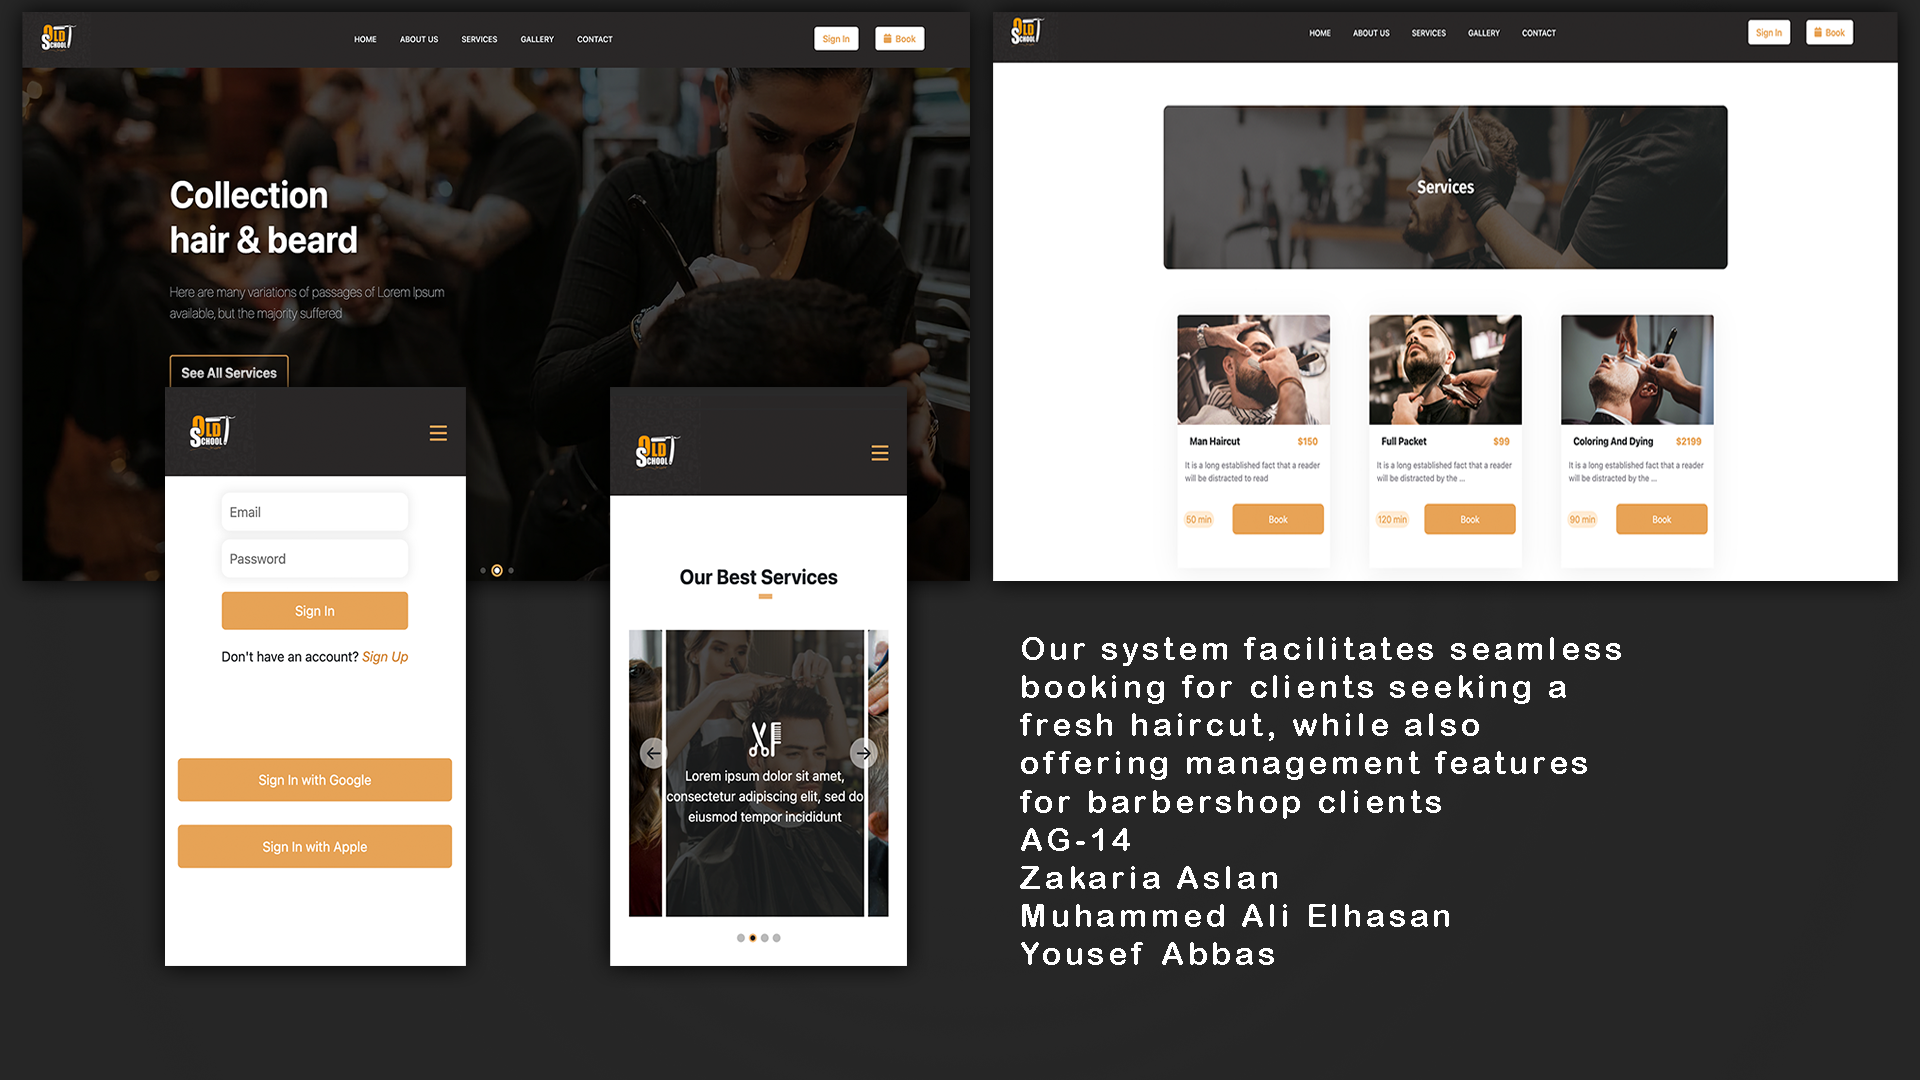 OLD
SCHOOL
HOME
ABOUT US
SERVICES
GALLERY
CONTACT
Sign In
Book
Collection
hair & beard
Here are many variations of passages of Lorem Ipsum
available, but the majority suffered
See All Services
OLD
SCHOOL
Email
Password
Sign In
Don't have an account? Sign Up
Sign In with Google
Sign In with Apple
OLD
SCHOOL
Our Best Services
Lorem ipsum dolor sit amet,
consectetur adipiscing elit, sed do
eiusmod tempor incididunt
OLD
SCHOOL
HOME
ABOUT US
SERVICES
GALLERY
CONTACT
Sign In
Book
Services
Man Haircut
$150
It is a long established fact that a reader
will be distracted to read
50 min
Book
Full Packet
$99
It is a long established fact that a reader
will be distracted by the ...
120 min
Book
Coloring And Dying
$2199
It is a long established fact that a reader
will be distracted by the ...
90 min
Book
Our system facilitates seamless
booking for clients seeking a
fresh haircut, while also
offering management features
for barbershop clients
AG-14
Zakaria Aslan
Muhammed Ali Elhasan
Yousef Abbas